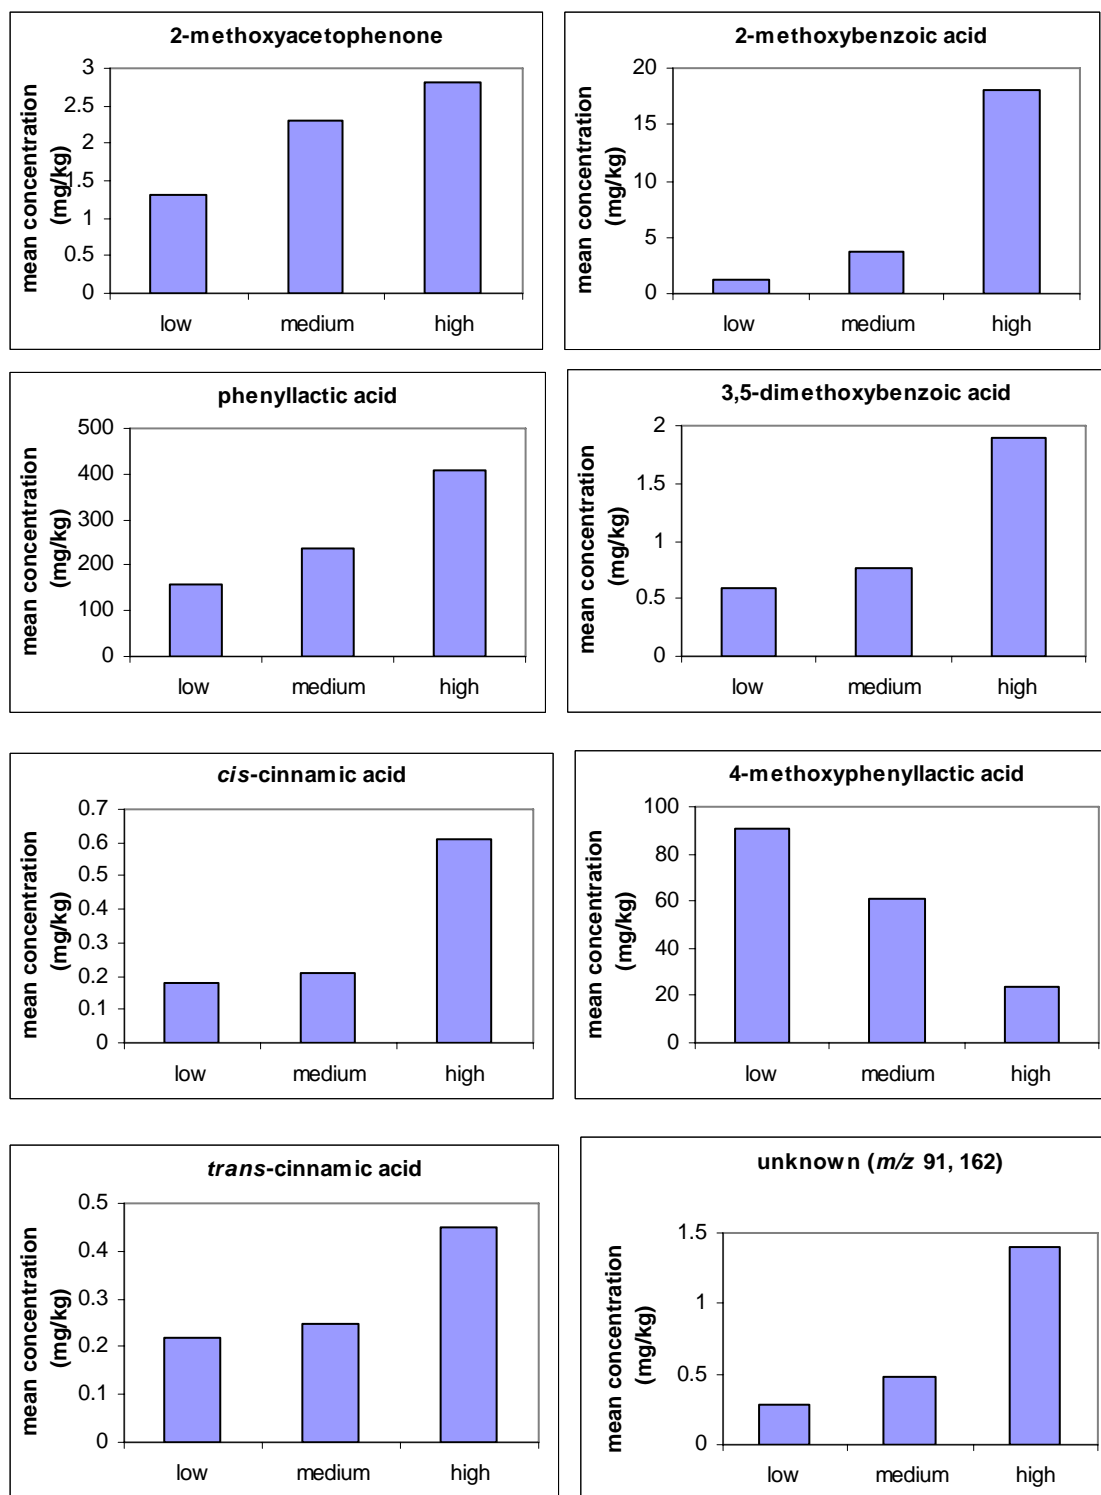 2-methoxyacetophenone
mean concentration
(mg/kg)
3
2.5
2
1.5
1
0.5
0
low medium high
2-methoxybenzoic acid
mean concentration
(mg/kg)
20
15
10
5
0
low medium high
phenyllactic acid
mean concentration
(mg/kg)
500
400
300
200
100
0
low medium high
3,5-dimethoxybenzoic acid
mean concentration
(mg/kg)
2
1.5
1
0.5
0
low medium high
cis-cinnamic acid
mean concentration
(mg/kg)
0.7
0.6
0.5
0.4
0.3
0.2
0.1
0
low medium high
4-methoxyphenyllactic acid
mean concentration
(mg/kg)
100
80
60
40
20
0
low medium high
trans-cinnamic acid
mean concentration
(mg/kg)
0.5
0.4
0.3
0.2
0.1
0
low medium high
unknown (m/z 91, 162)
mean concentration
(mg/kg)
1.5
1
0.5
0
low medium high